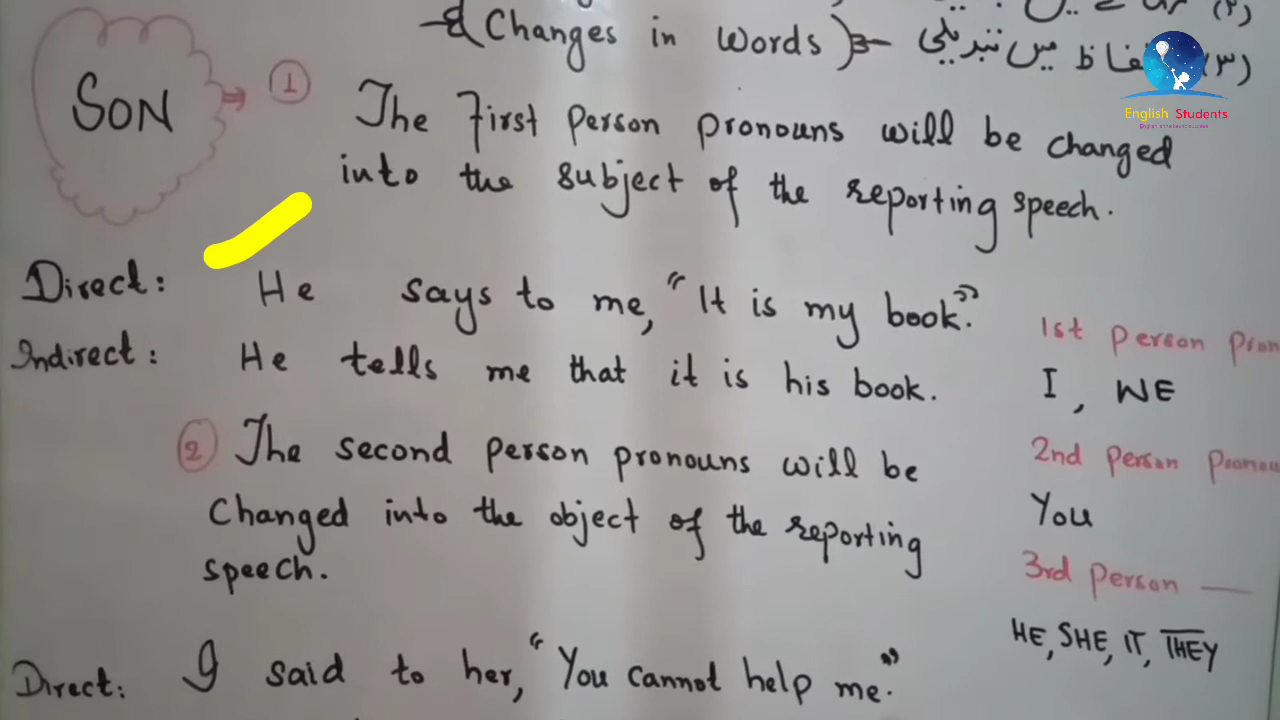 (۲)
Changes in Words
میں تبدیلی (۳)
SON
English Students
1 The First person pronouns will be changed
into the subject of the reporting speech.
Direct: He says to me, "It is my book."
Indirect: He tells me that it is his book.
1st person pron
I, WE
2 The second person pronouns will be
Changed into the object of the reporting
speech.
2nd person pronou
You
3rd person
HE, SHE, IT, THEY
Direct: I said to her, "You cannot help me."